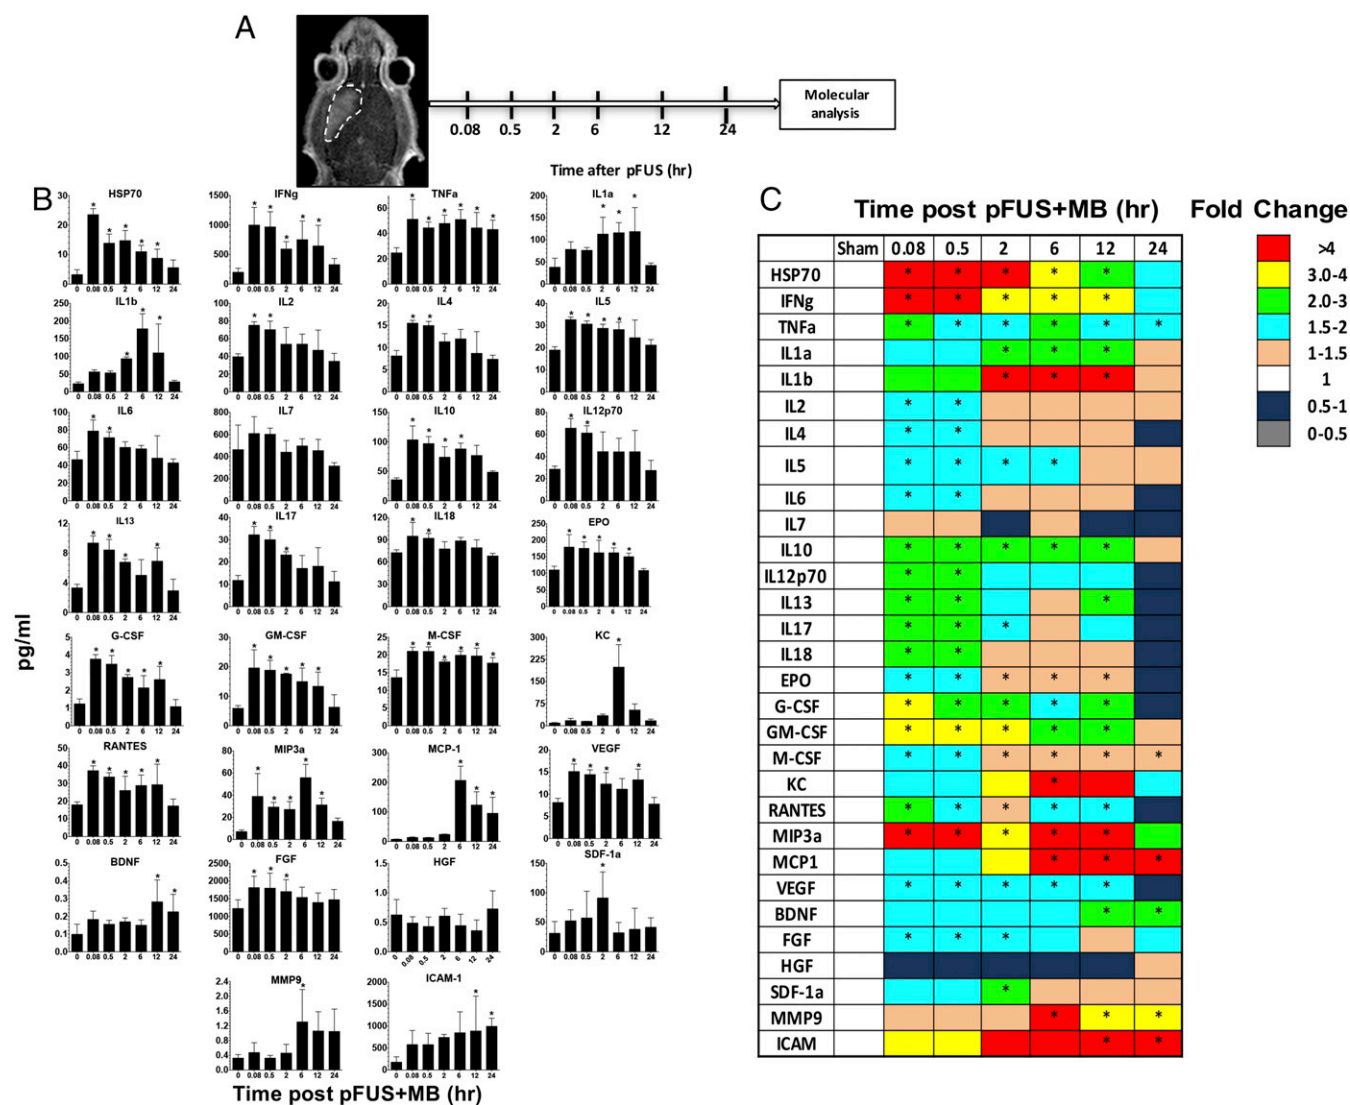 A
0.08 0.5 2 6 12 24
Molecular
analysis
Time after pFUS (hr)
B
HSP70 IFNg TNFa IL1a
IL1b IL2 IL4 IL5
IL6 IL7 IL10 IL12p70
IL13 IL17 IL18 EPO
G-CSF GM-CSF M-CSF KC
RANTES MIP3a MCP-1 VEGF
BDNF FGF HGF SDF-1a
MMP9 ICAM-1
pg/ml
Time post pFUS+MB (hr)
C
Time post pFUS+MB (hr) Fold Change
Sham 0.08 0.5 2 6 12 24
HSP70 * * * * *
IFNg * * * * *
TNFa * * * * * *
IL1a * * *
IL1b * * *
IL2 * *
IL4 * *
IL5 * * * *
IL6 * *
IL7
IL10 * * * * *
IL12p70 * *
IL13 * * *
IL17 * * *
IL18 * *
EPO * * * * *
G-CSF * * * * *
GM-CSF * * * * *
M-CSF * * * * * *
KC *
RANTES * * * * *
MIP3a * * * * *
MCP1 * * *
VEGF * * * * *
BDNF * *
FGF * * *
HGF
SDF-1a *
MMP9 * * *
ICAM * *
>4
3.0-4
2.0-3
1.5-2
1-1.5
1
0.5-1
0-0.5